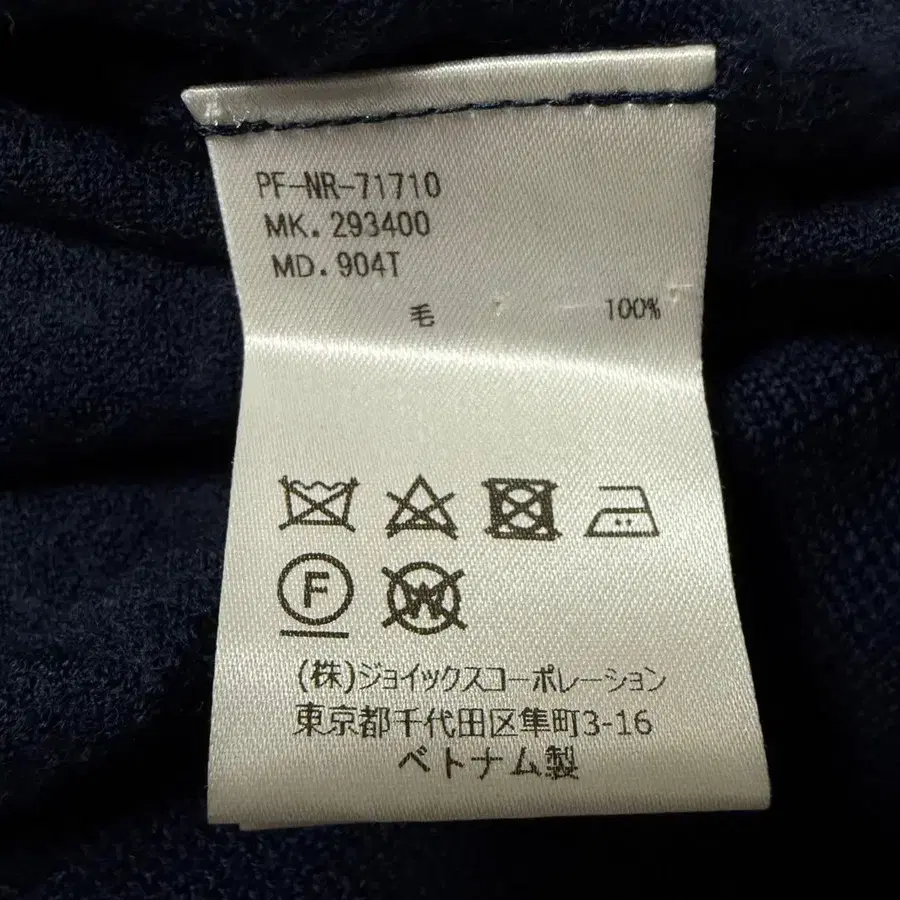 PF-NR-71710
MK. 293400
MD. 904T
毛 100%
F W
(株)ジョイックスコーポレーション
東京都千代田区隼町3-16
ベトナム製